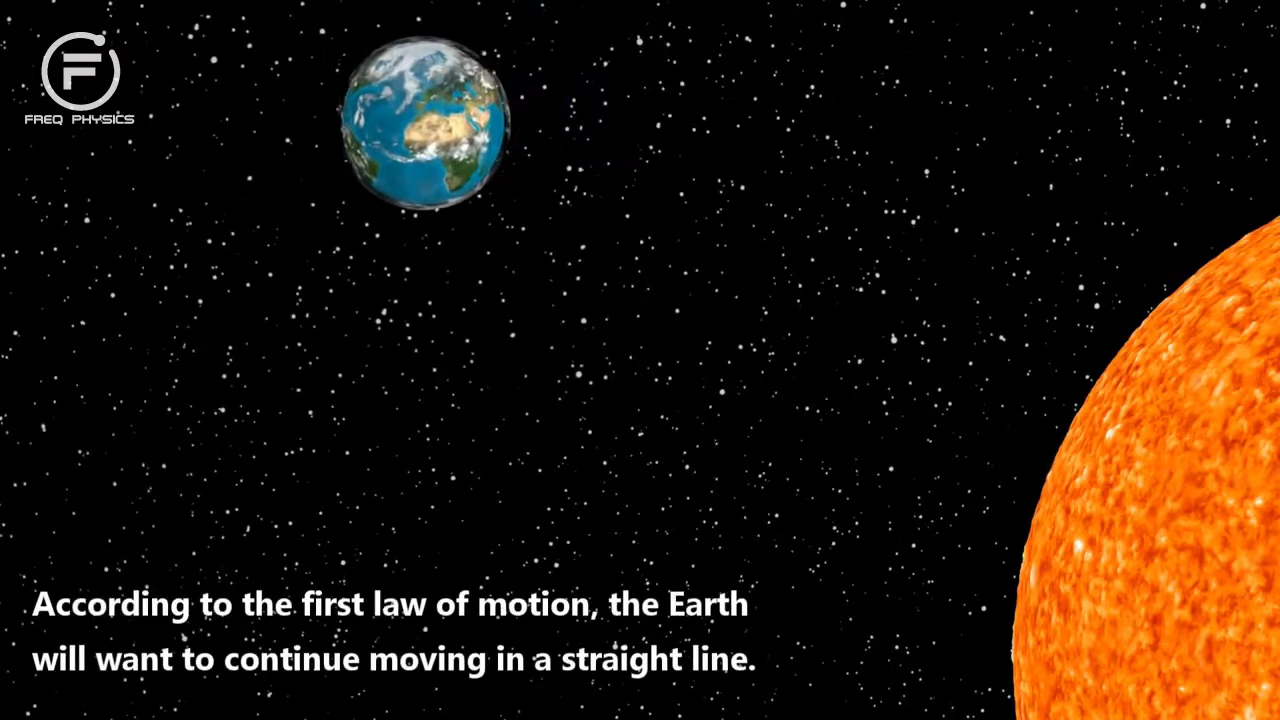 F
FREQ PHYSICS
According to the first law of motion, the Earth
will want to continue moving in a straight line.